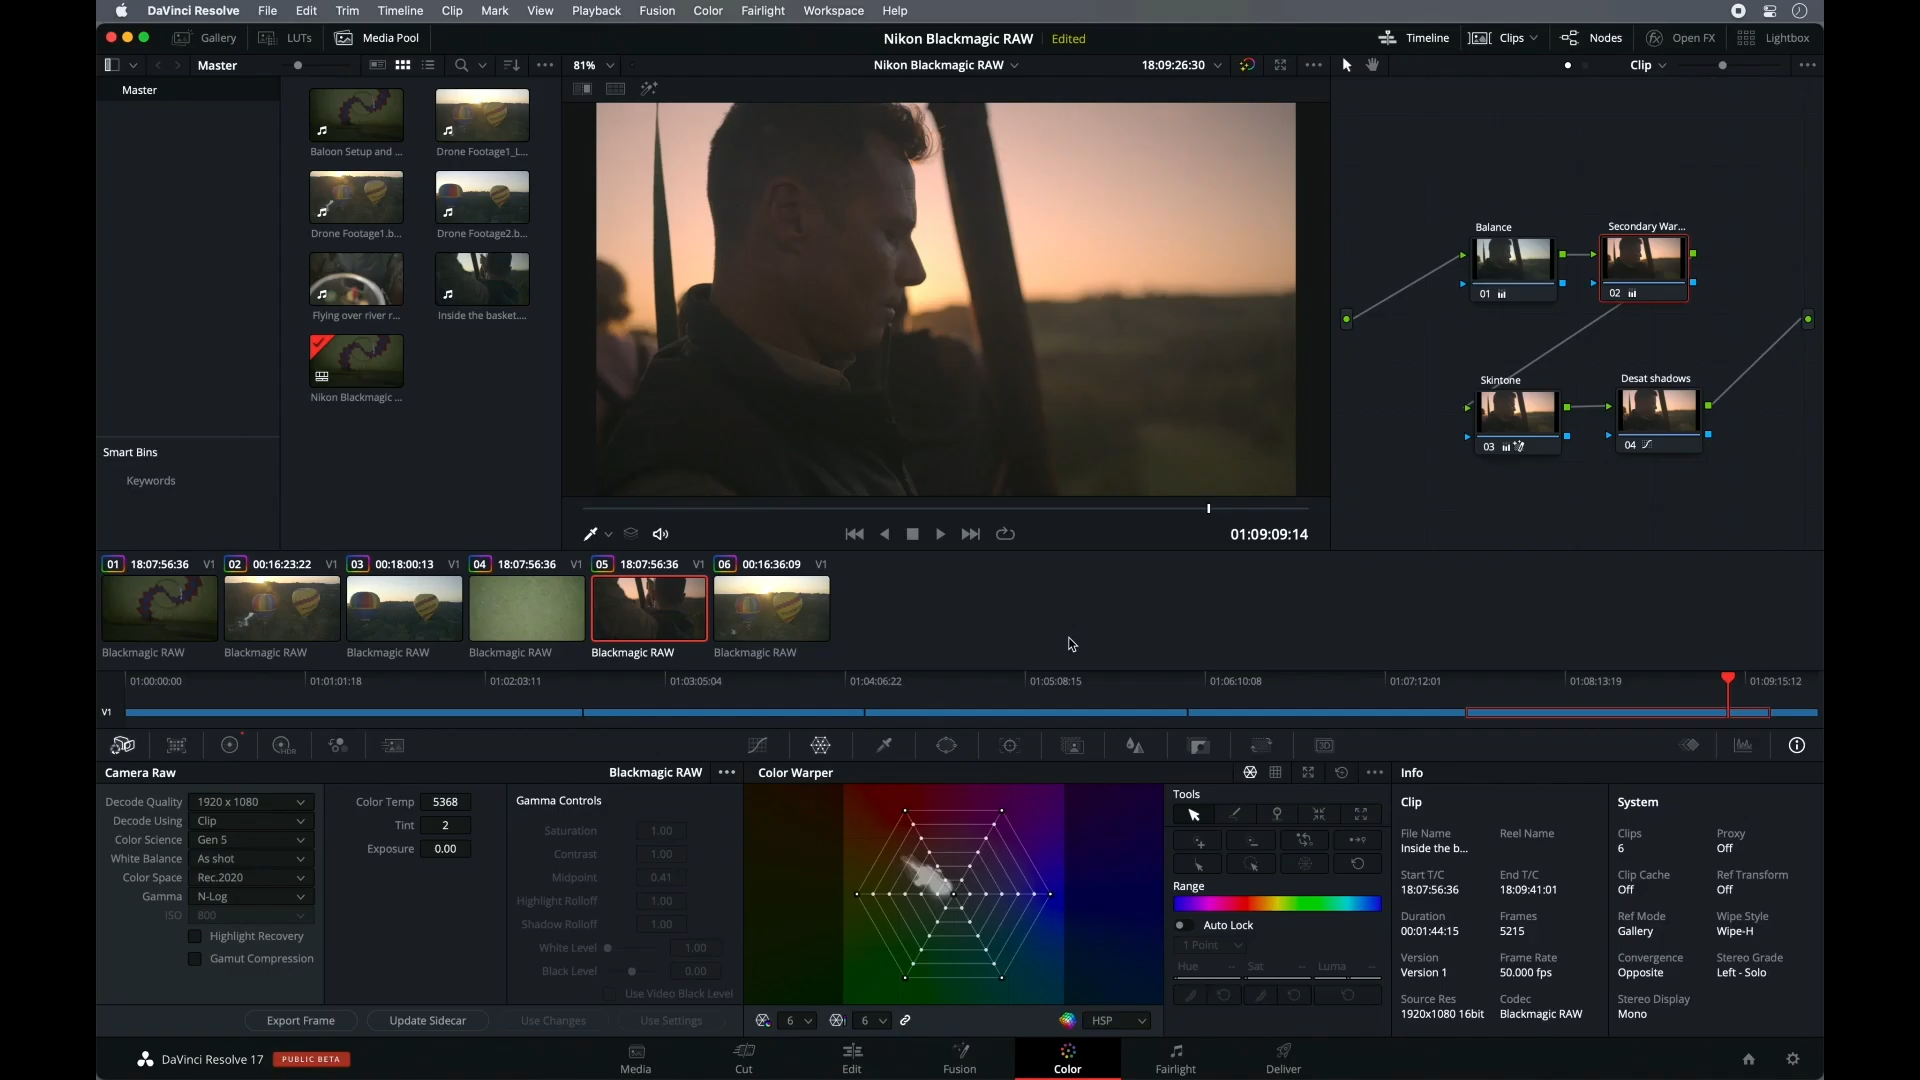 DaVinci Resolve File Edit Trim Timeline Clip Mark View Playback Fusion Color Fairlight Workspace Help
Gallery LUTs Media Pool Nikon Blackmagic RAW Edited Timeline Clips Nodes Open FX Lightbox
Master 81% Nikon Blackmagic RAW 18:09:26:30 Clip
Master
Baloon Setup and ... Drone Footage1_L...
Drone Footage1.b... Drone Footage2.b...
Flying over river r... Inside the basket....
Nikon Blackmagic ...
Smart Bins
Keywords
Balance Secondary War...
01 02
Skintone Desat shadows
03 04
01:09:09:14
01 18:07:56:36 V1 02 00:16:23:22 V1 03 00:18:00:13 V1 04 18:07:56:36 V1 05 18:07:56:36 V1 06 00:16:36:09 V1
Blackmagic RAW Blackmagic RAW Blackmagic RAW Blackmagic RAW Blackmagic RAW Blackmagic RAW
01:00:00:00 01:01:01:18 01:02:03:11 01:03:05:04 01:04:06:22 01:05:08:15 01:06:10:08 01:07:12:01 01:08:13:19 01:09:15:12
V1
HDR 3D
Camera Raw Blackmagic RAW Color Warper Info
Decode Quality 1920 x 1080
Decode Using Clip
Color Science Gen 5
White Balance As shot
Color Space Rec.2020
Gamma N-Log
ISO 800
Highlight Recovery
Gamut Compression
Color Temp 5368
Tint 2
Exposure 0.00
Gamma Controls
Saturation 1.00
Contrast 1.00
Midpoint 0.41
Highlight Rolloff 1.00
Shadow Rolloff 1.00
White Level 1.00
Black Level 0.00
Use Video Black Level
Export Frame Update Sidecar Use Changes Use Settings
6 6 HSP
Tools
Range
Auto Lock
1 Point
Hue -- Sat -- Luma --
Clip
File Name Reel Name
Inside the b...
Start T/C End T/C
18:07:56:36 18:09:41:01
Duration Frames
00:01:44:15 5215
Version Frame Rate
Version 1 50.000 fps
Source Res Codec
1920x1080 16bit Blackmagic RAW
System
Clips Proxy
6 Off
Clip Cache Ref Transform
Off Off
Ref Mode Wipe Style
Gallery Wipe-H
Convergence Stereo Grade
Opposite Left - Solo
Stereo Display
Mono
DaVinci Resolve 17 PUBLIC BETA Media Cut Edit Fusion Color Fairlight Deliver